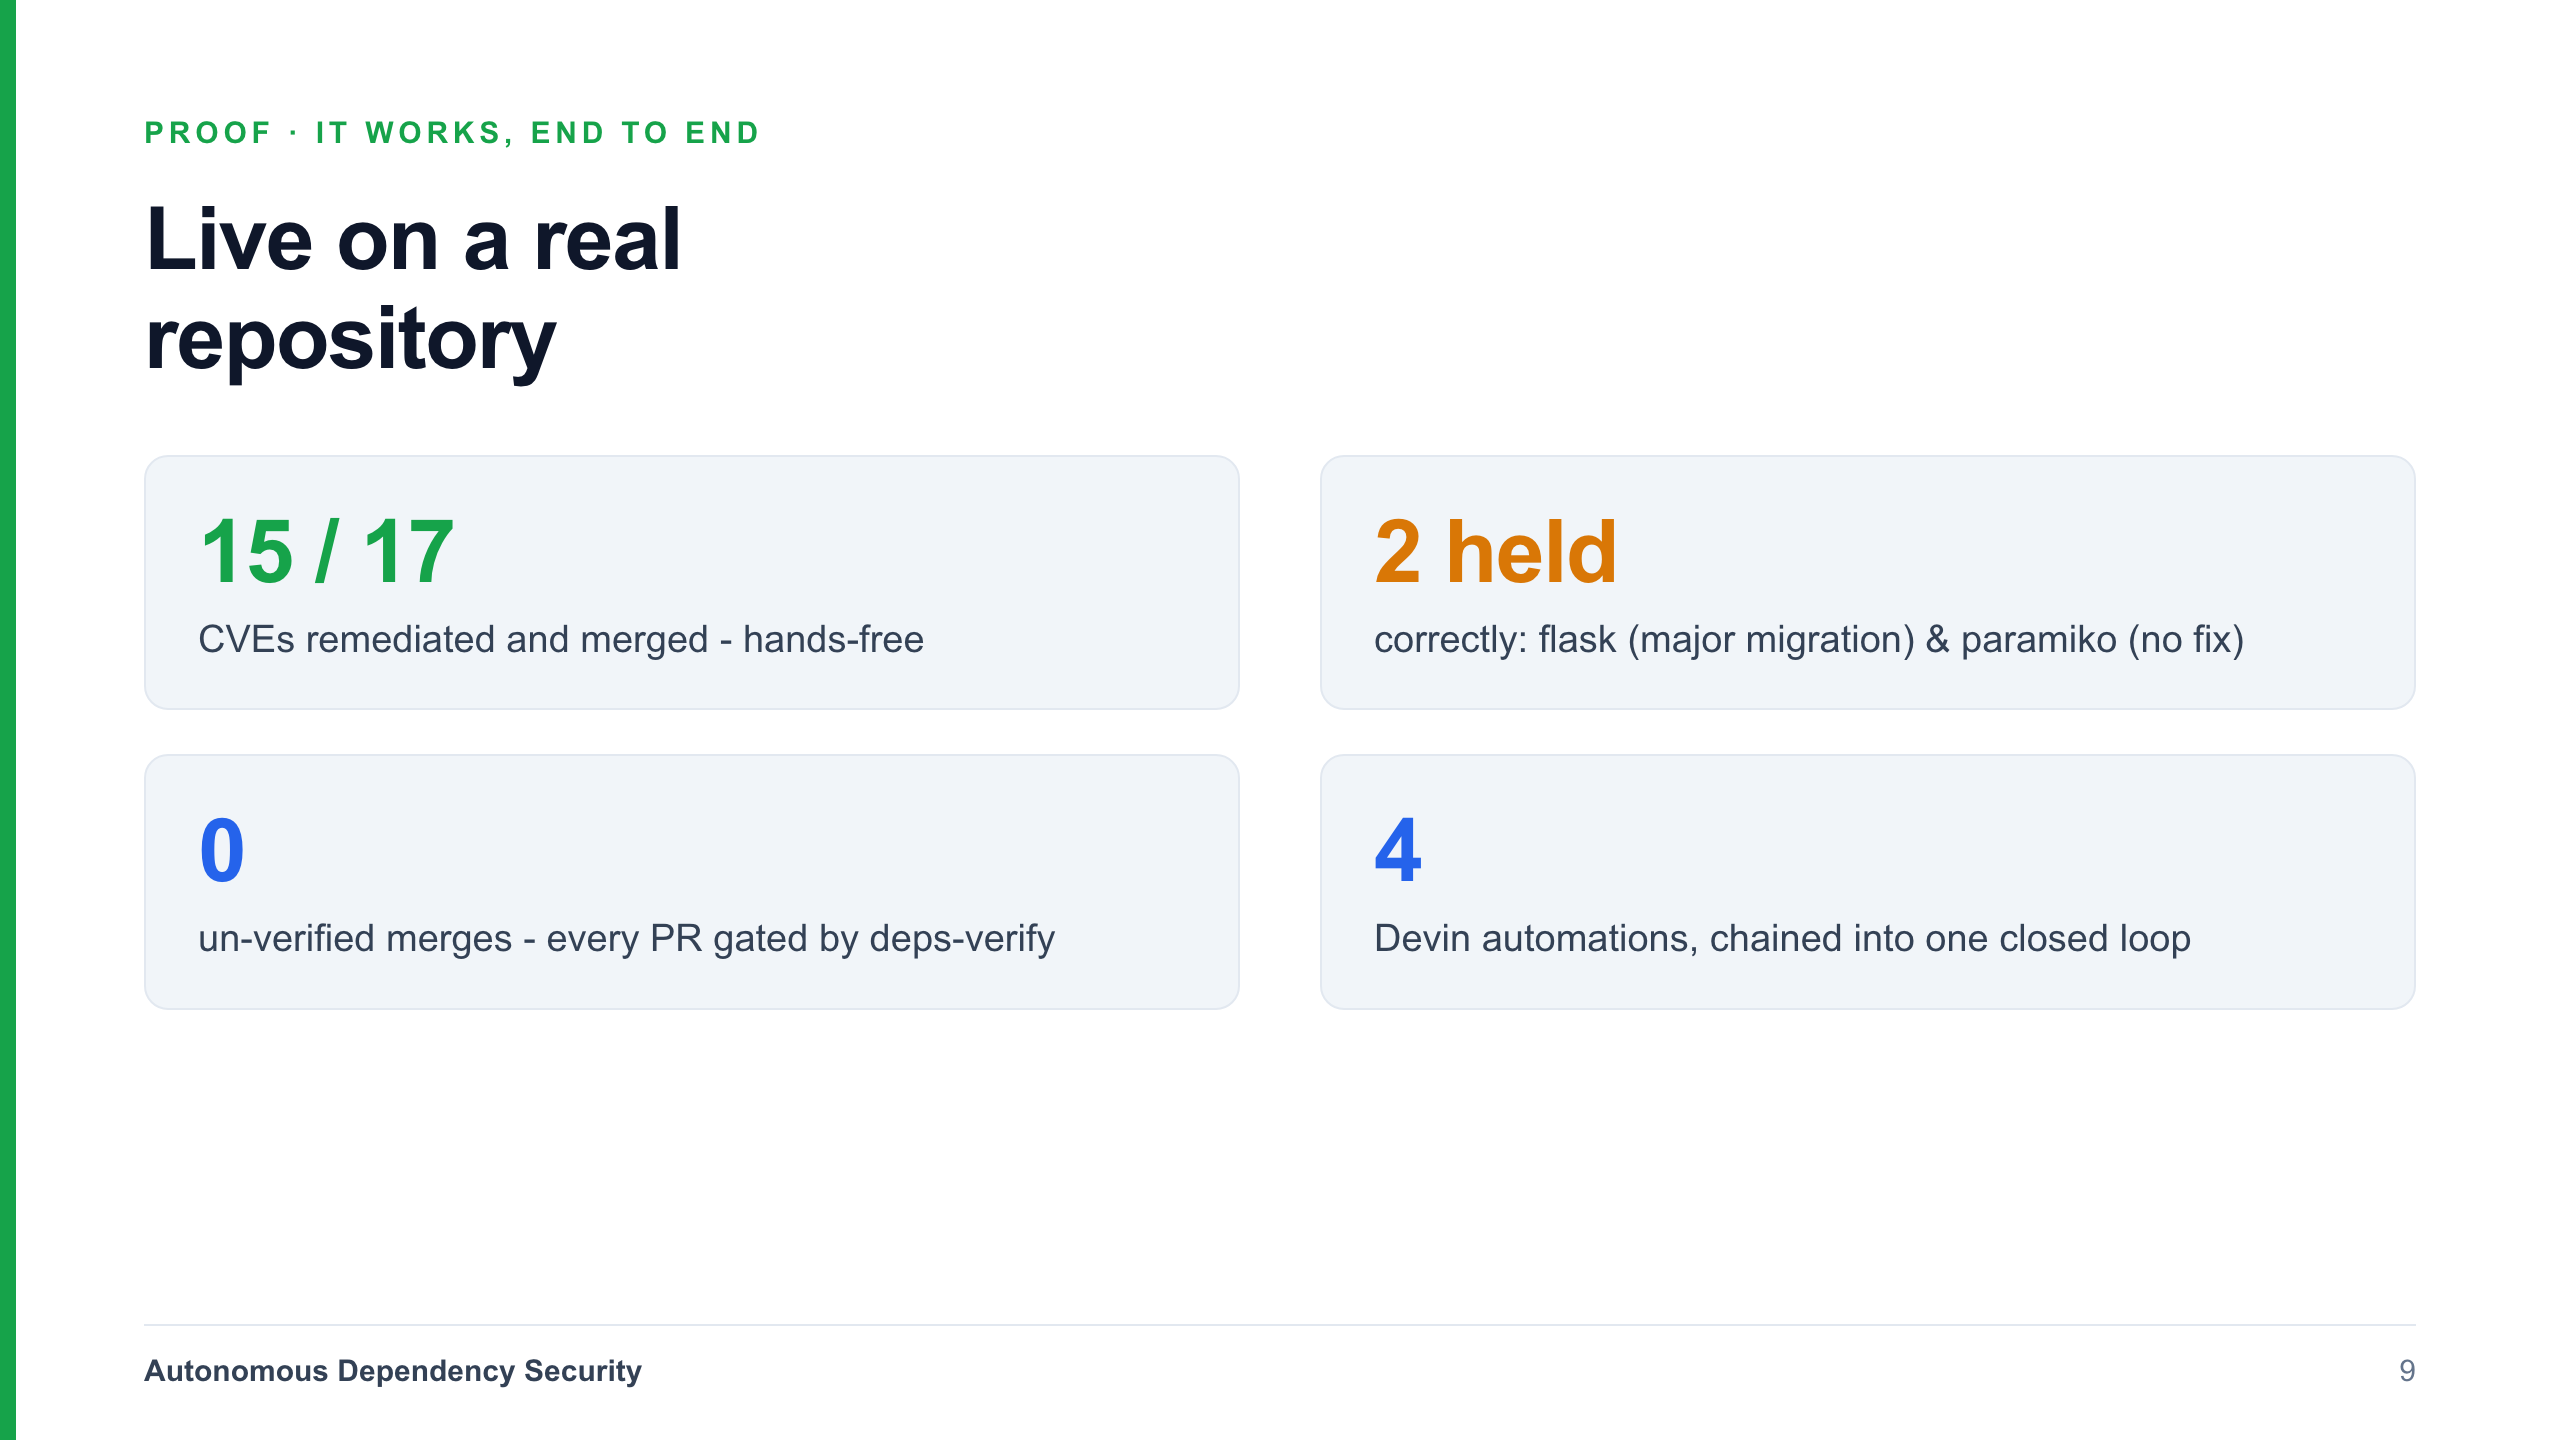 PROOF · IT WORKS, END TO END
Live on a real
repository
15 / 17
CVEs remediated and merged - hands-free
2 held
correctly: flask (major migration) & paramiko (no fix)
0
un-verified merges - every PR gated by deps-verify
4
Devin automations, chained into one closed loop
Autonomous Dependency Security
9